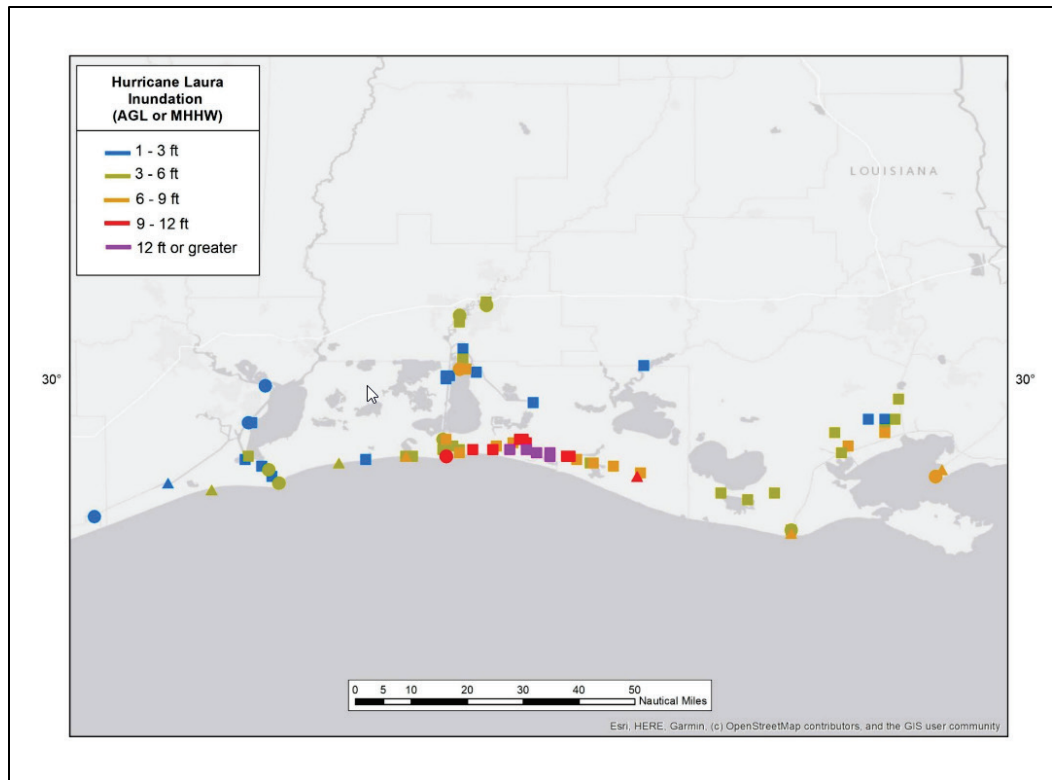 Hurricane Laura
Inundation
(AGL or MHHW)
1 - 3 ft
3 - 6 ft
6 - 9 ft
9 - 12 ft
12 ft or greater
LOUISIANA
30°
30°
0 5 10 20 30 40 50
Nautical Miles
Esri, HERE, Garmin, (c) OpenStreetMap contributors, and the GIS user community